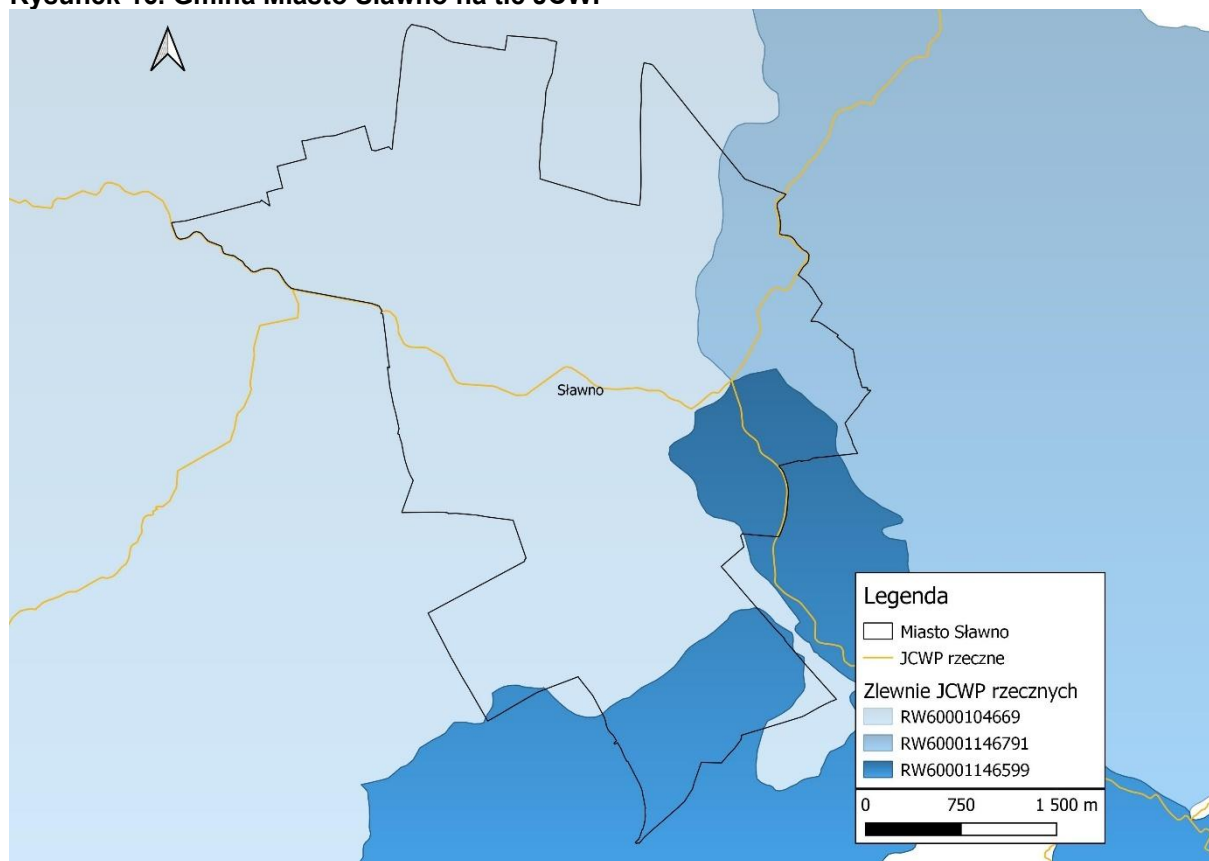 Rysunek 16. Gmina Miasto Sławno na tle JCWP
Sławno
Legenda
Miasto Sławno
JCWP rzeczne
Zlewnie JCWP rzecznych
RW6000104669
RW60001146791
RW60001146599
0 750 1 500 m